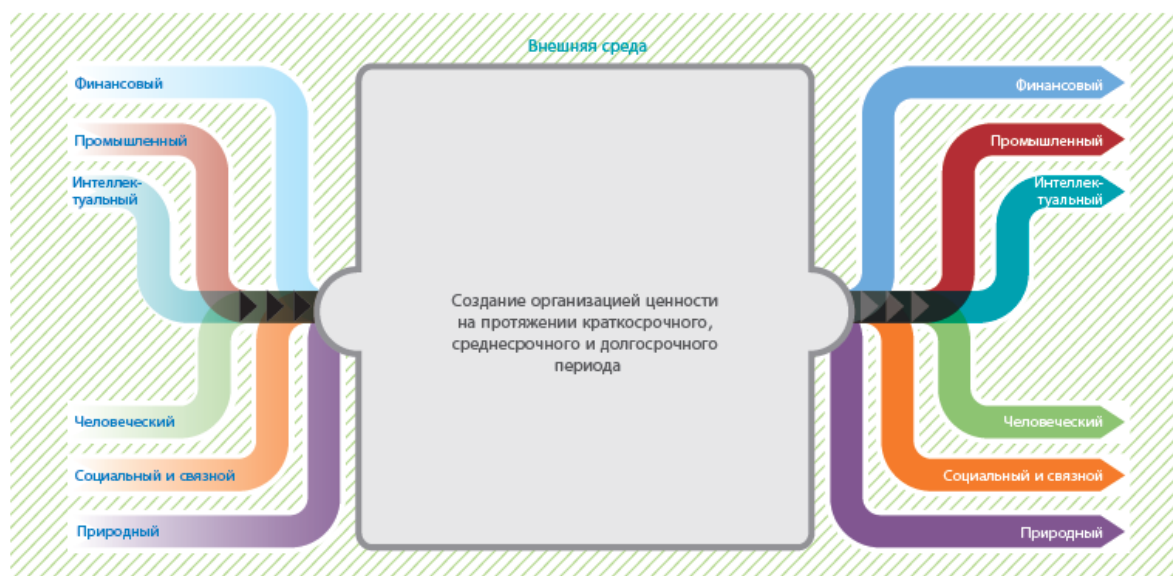 Внешняя среда
Финансовый
Промышленный
Интеллек-
туальный
Человеческий
Социальный и связной
Природный
Создание организацией ценности
на протяжении краткосрочного,
среднесрочного и долгосрочного
периода
Финансовый
Промышленный
Интеллек-
туальный
Человеческий
Социальный и связной
Природный